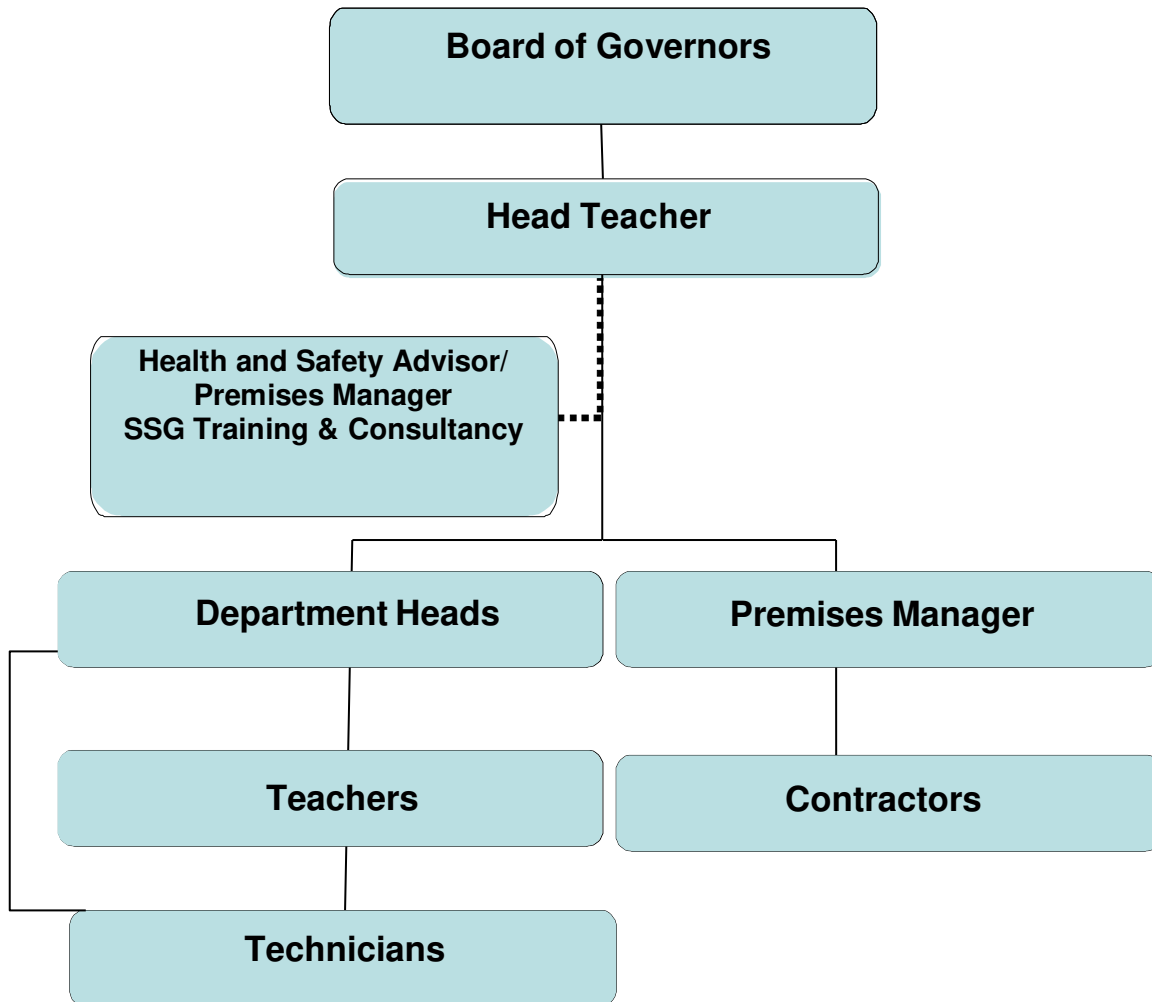 Board of Governors
Head Teacher
Health and Safety Advisor/
Premises Manager
SSG Training & Consultancy
Department Heads
Premises Manager
Teachers
Contractors
Technicians